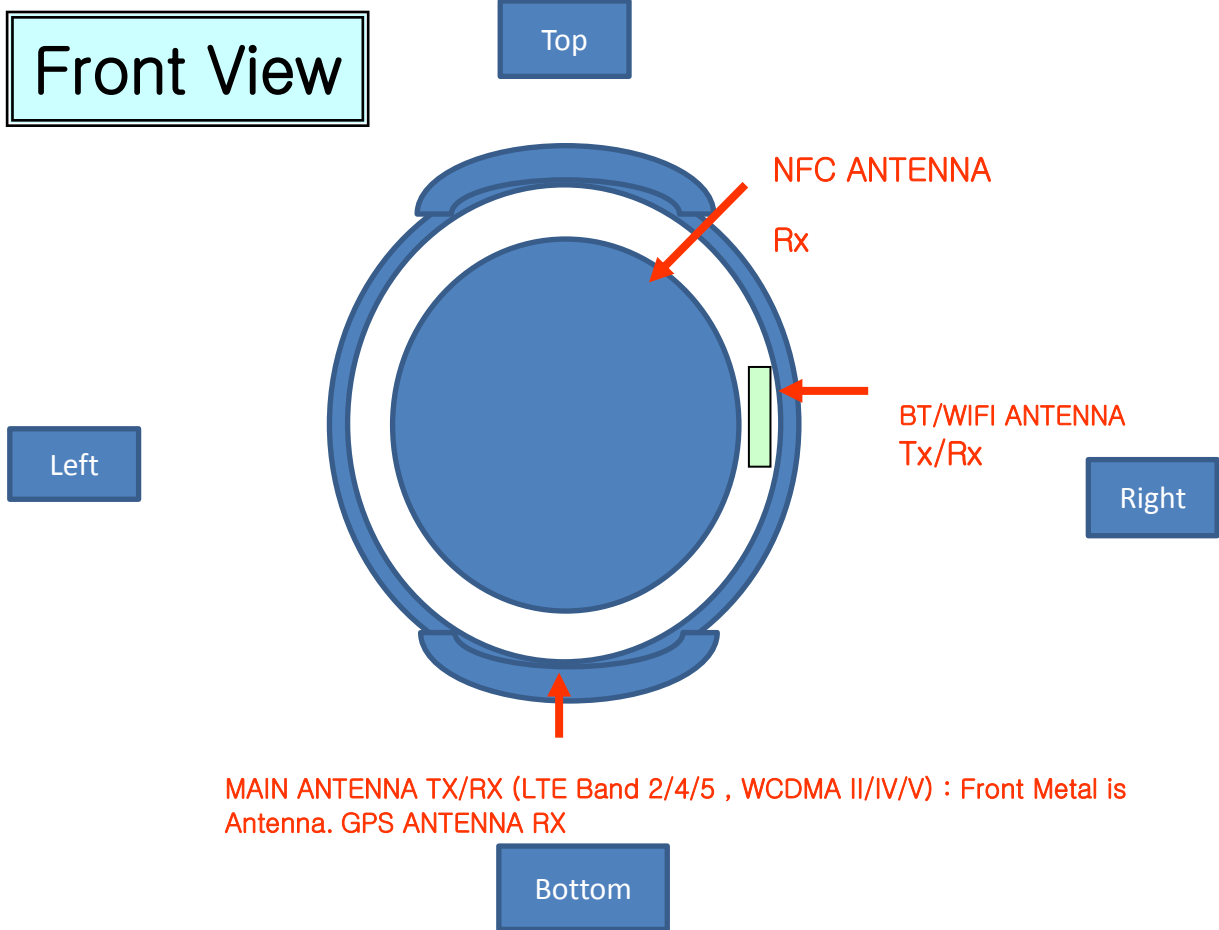 Front View
Top
NFC ANTENNA
Rx
BT/WIFI ANTENNA
Tx/Rx
Left
Right
MAIN ANTENNA TX/RX (LTE Band 2/4/5 , WCDMA II/IV/V) : Front Metal is
Antenna. GPS ANTENNA RX
Bottom